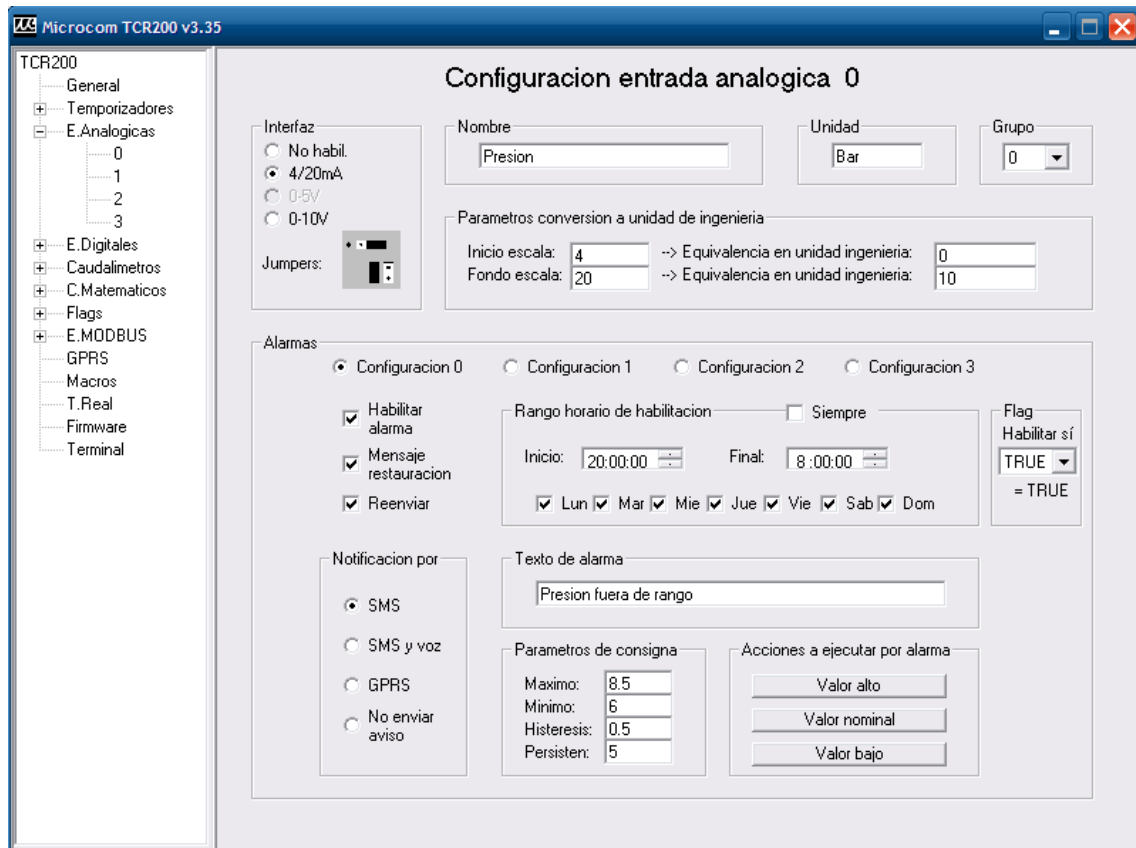 Microcom TCR200 v3.35
TCR200
General
Temporizadores
E.Analogicas
0
1
2
3
E.Digitales
Caudalimetros
C.Matematicos
Flags
E.MODBUS
GPRS
Macros
T.Real
Firmware
Terminal
Configuracion entrada analogica 0
Interfaz
No habil.
4/20mA
0-5V
0-10V
Jumpers:
Nombre
Presion
Unidad
Bar
Grupo
0
Parametros conversion a unidad de ingenieria
Inicio escala: 4 --> Equivalencia en unidad ingenieria: 0
Fondo escala: 20 --> Equivalencia en unidad ingenieria: 10
Alarmas
Configuracion 0 Configuracion 1 Configuracion 2 Configuracion 3
Habilitar
alarma
Mensaje
restauracion
Reenviar
Rango horario de habilitacion Siempre
Inicio: 20:00:00 Final: 8 :00:00
Lun Mar Mie Jue Vie Sab Dom
Flag
Habilitar sí
TRUE
= TRUE
Notificacion por
SMS
SMS y voz
GPRS
No enviar
aviso
Texto de alarma
Presion fuera de rango
Parametros de consigna
Maximo: 8.5
Minimo: 6
Histeresis: 0.5
Persisten: 5
Acciones a ejecutar por alarma
Valor alto
Valor nominal
Valor bajo